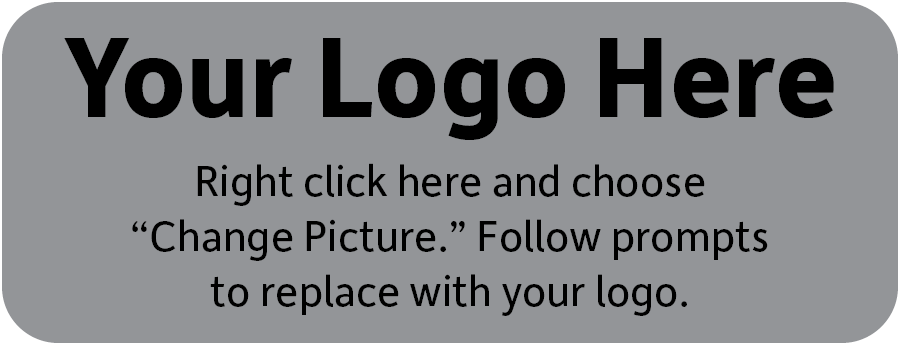 Your Logo Here
Right click here and choose
“Change Picture.” Follow prompts
to replace with your logo.